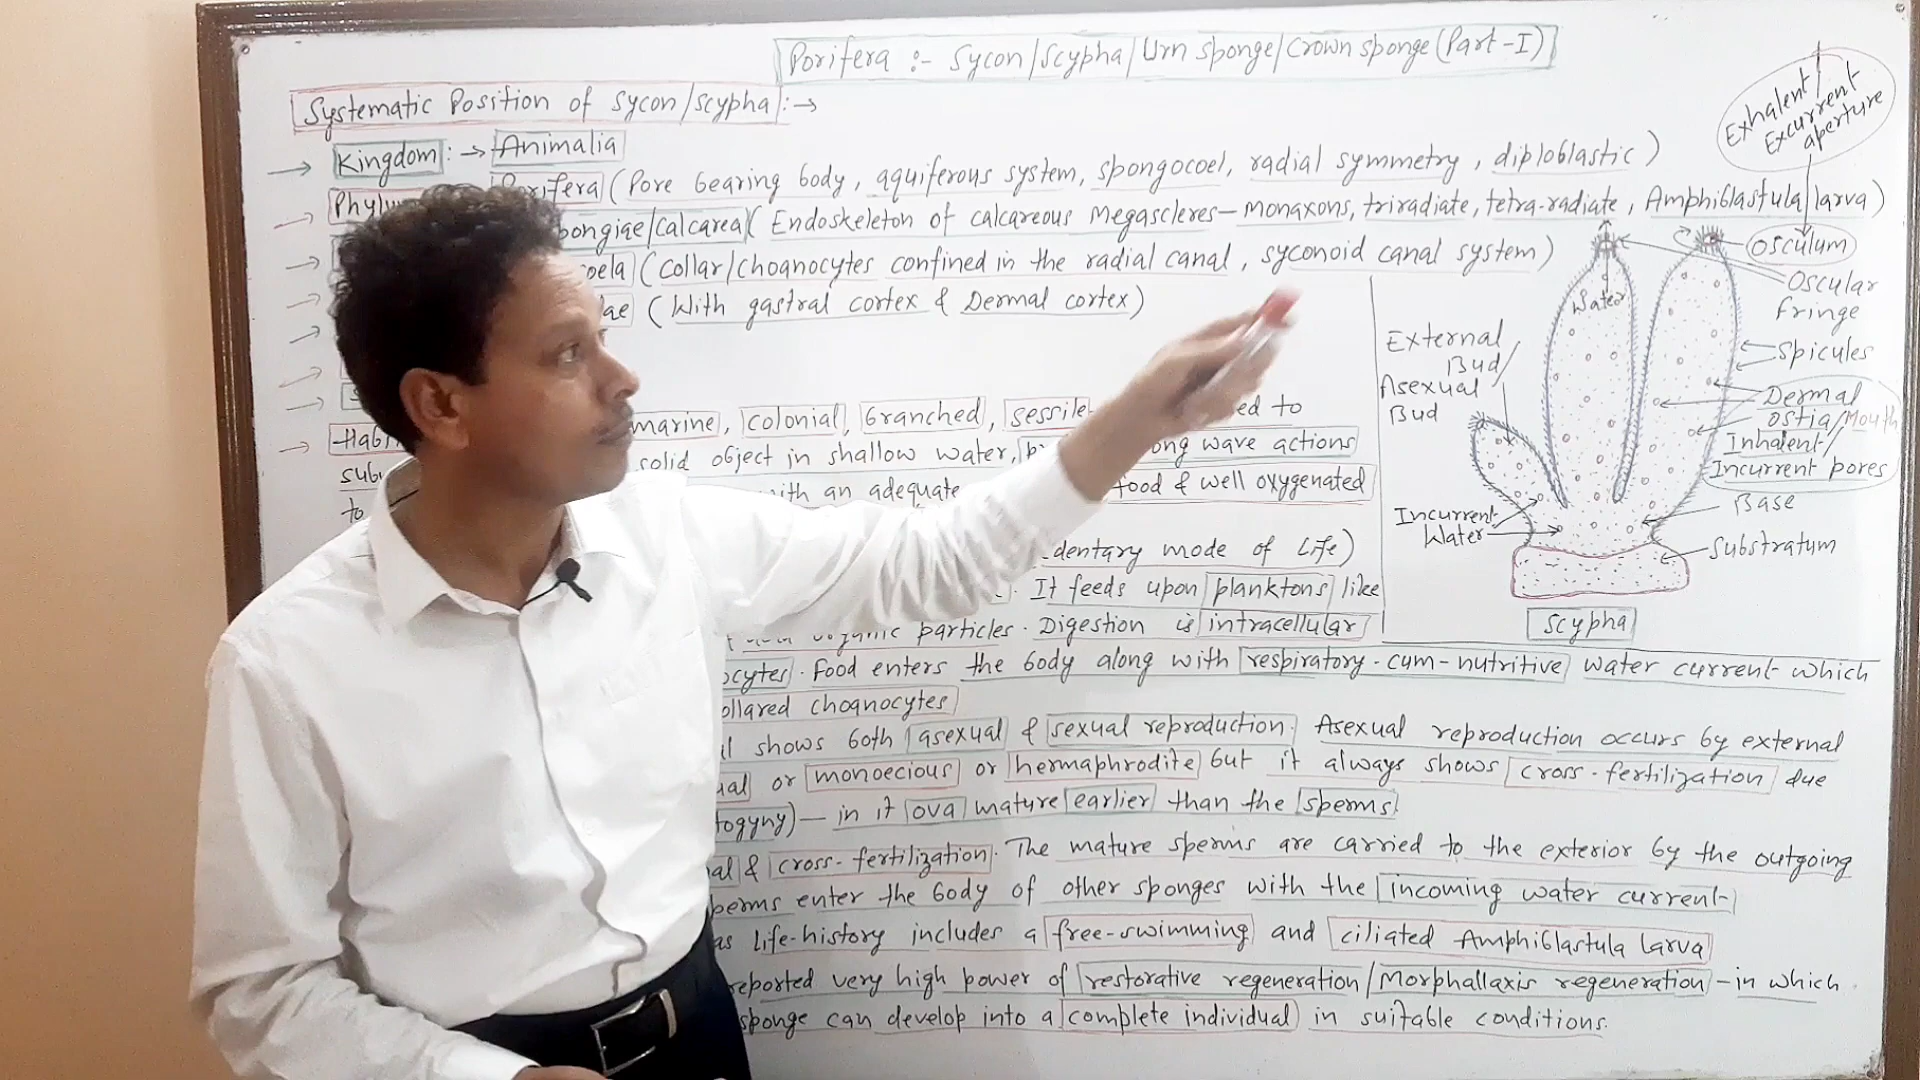 Porifera :- Sycon/Scypha/Urn sponge/Crown sponge (Part-I)
Systematic Position of Sycon/Scypha :→
→ Kingdom :→ Animalia
→ Phylu Porifera (Pore bearing body, aquiferous system, spongocoel, radial symmetry, diploblastic)
→ ongiae/Calcarea (Endoskeleton of calcareous Megascleres- monaxons, triradiate, tetra-radiate, Amphiblastula larva)
→ coela (Collar/Choanocytes confined in the radial canal, syconoid canal system)
→ dae (With gastral cortex & Dermal cortex)
→
→
→
→ Habi marine, colonial, branched, sessile- ed to
sub solid object in shallow water, ong wave actions
to with an adequate food & well oxygenated
dentary mode of life)
It feeds upon planktons like
organic particles. Digestion is intracellular
ocytes. Food enters the body along with respiratory-cum-nutritive water current which
ollared choanocytes
shows both asexual & sexual reproduction. Asexual reproduction occurs by external
ual or monoecious or hermaphrodite but it always shows cross-fertilization due
togyny)— in it ova mature earlier than the sperms.
al & cross-fertilization. The mature sperms are carried to the exterior by the outgoing
perms enter the body of other sponges with the incoming water current
as life-history includes a free-swimming and ciliated Amphiblastula larva
reported very high power of restorative regeneration/Morphallaxis regeneration - in which
sponge can develop into a complete individual in suitable conditions.
Exhalent/
Excurrent
aperture
Osculum
Oscular
fringe
Water
Spicules
External
Bud/
Asexual
Bud
Dermal
ostia/Mouth
Inhalent/
Incurrent pores
Incurrent
Water
Base
Substratum
Scypha